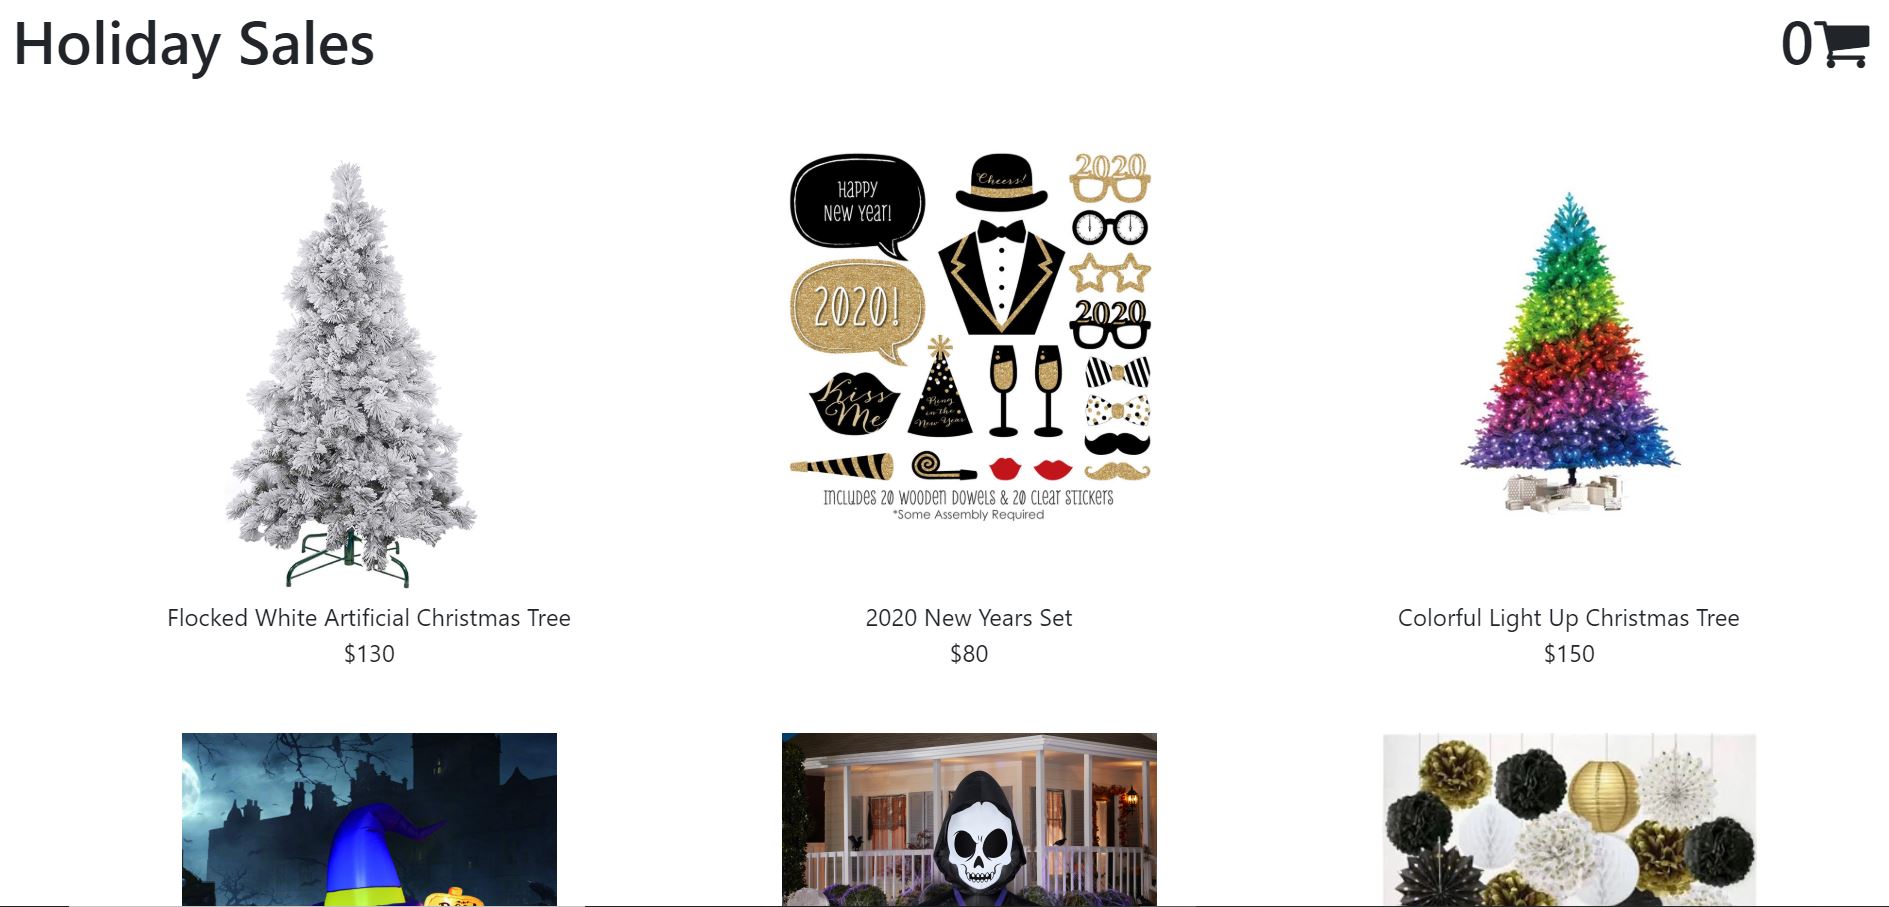 Holiday Sales
0
HAPPY
NEW YEAR!
Cheers!
2020
2020!
2020
Kiss
Me
Ring
in the
New Year
INCLUDES 20 WOODEN DOWELS & 20 CLEAR STICKERS
*Some Assembly Required
Flocked White Artificial Christmas Tree
$130
2020 New Years Set
$80
Colorful Light Up Christmas Tree
$150